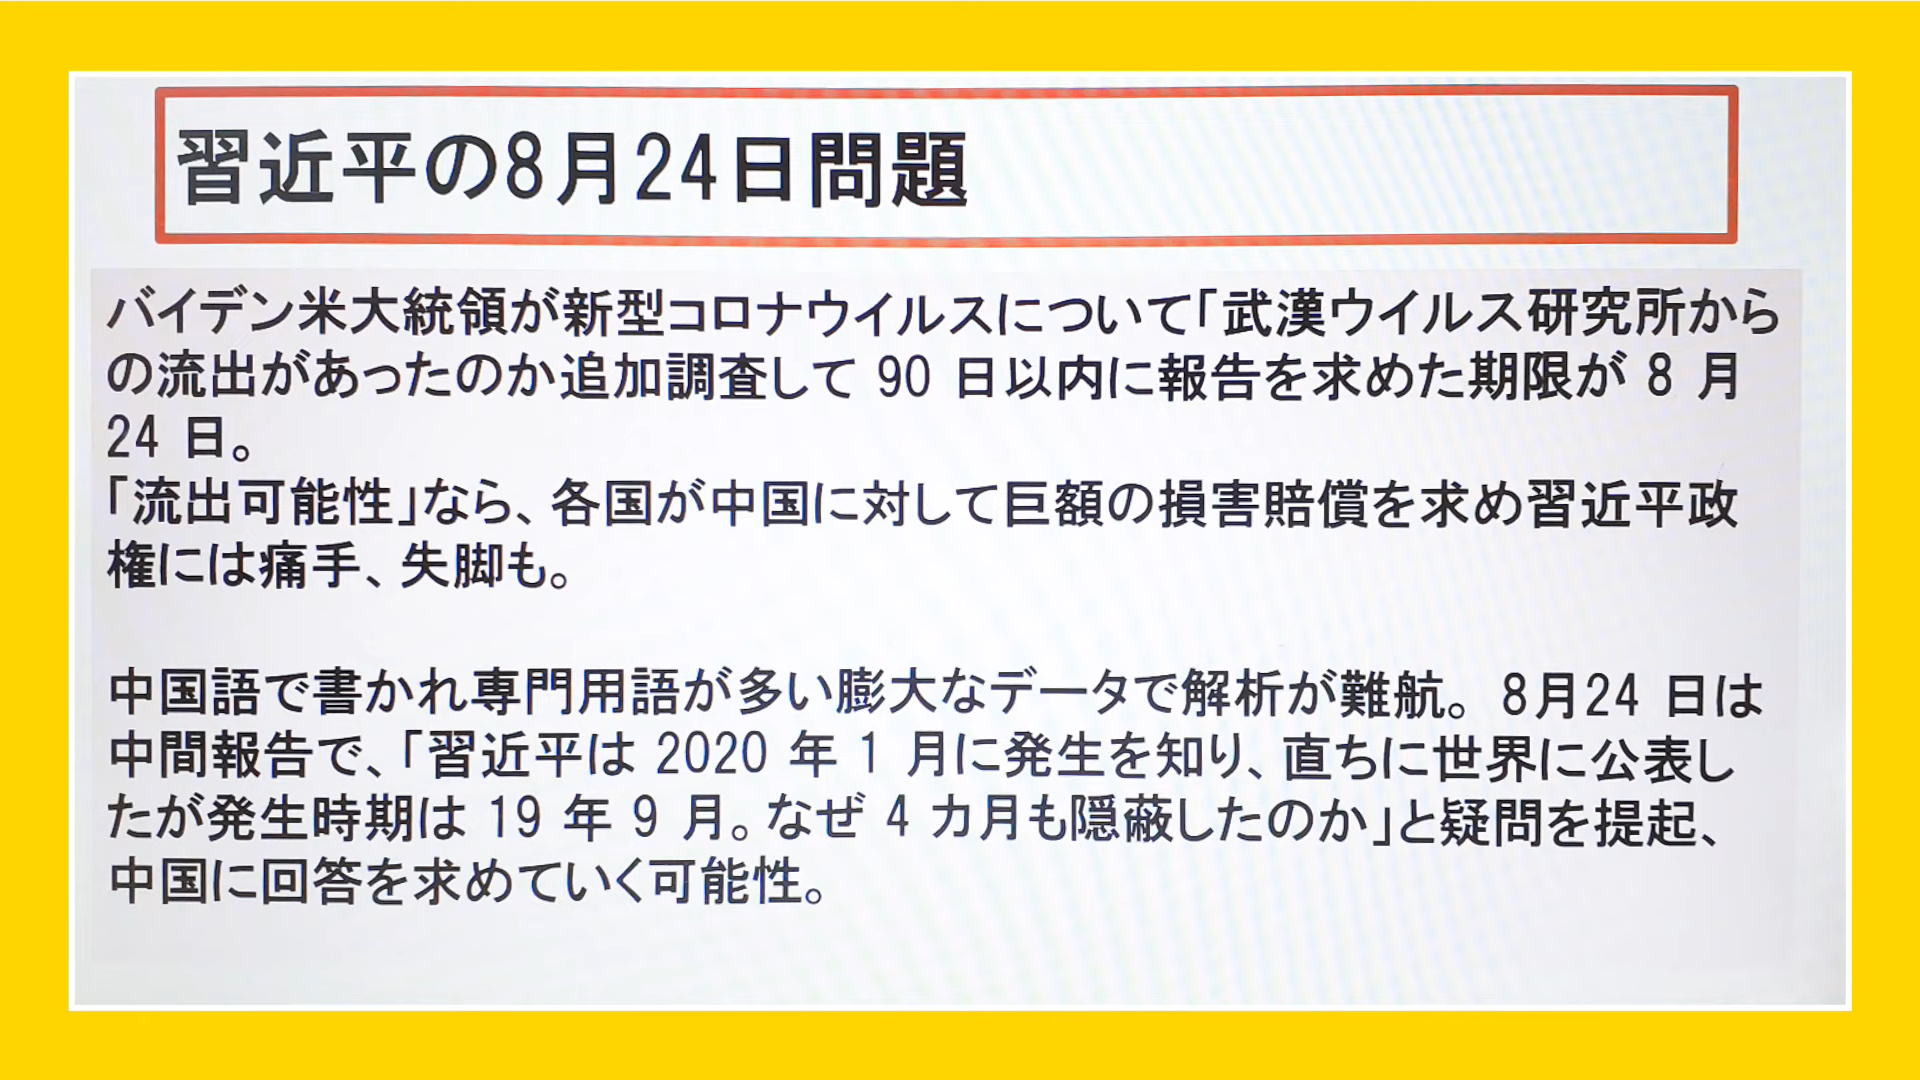 習近平の8月24日問題
バイデン米大統領が新型コロナウイルスについて「武漢ウイルス研究所から
の流出があったのか追加調査して 90 日以内に報告を求めた期限が 8 月
24 日。
「流出可能性」なら、各国が中国に対して巨額の損害賠償を求め習近平政
権には痛手、失脚も。
中国語で書かれ専門用語が多い膨大なデータで解析が難航。8月24 日は
中間報告で、「習近平は 2020 年 1 月に発生を知り、直ちに世界に公表し
たが発生時期は 19 年 9 月。なぜ 4 カ月も隠蔽したのか」と疑問を提起、
中国に回答を求めていく可能性。